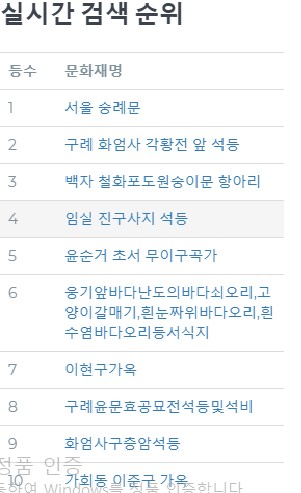 실시간 검색 순위
등수 문화재명
1 서울 숭례문
2 구례 화엄사 각황전 앞 석등
3 백자 철화포도원숭이문 항아리
4 임실 진구사지 석등
5 윤순거 초서 무이구곡가
6 웅기앞바다난도의바다쇠오리,고
양이갈매기,흰눈짜위바다오리,흰
수염바다오리등서식지
7 이현구가옥
8 구례윤문효공묘전석등및석비
9 화엄사구층암석등
정품 인증
10 가회동 이준구 가옥
하여 Windows를 정품 인증합니다